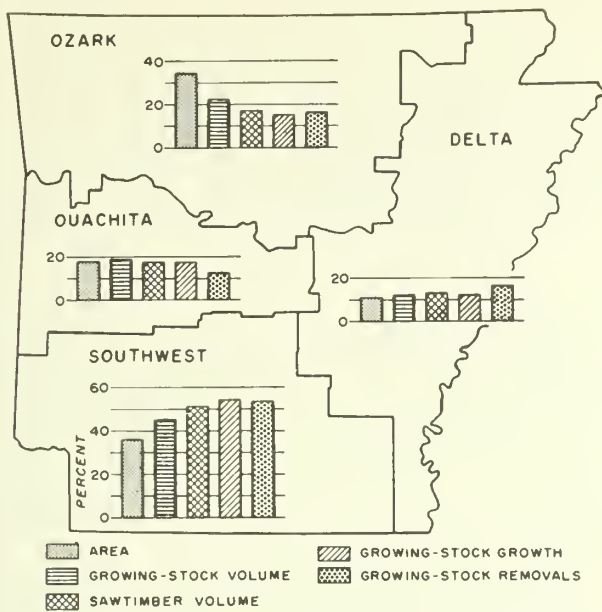 OZARK
40
20
0
DELTA
OUACHITA
20
0
20
0
SOUTHWEST
60
40
20
0
PERCENT
AREA
GROWING-STOCK VOLUME
SAWTIMBER VOLUME
GROWING-STOCK GROWTH
GROWING-STOCK REMOVALS